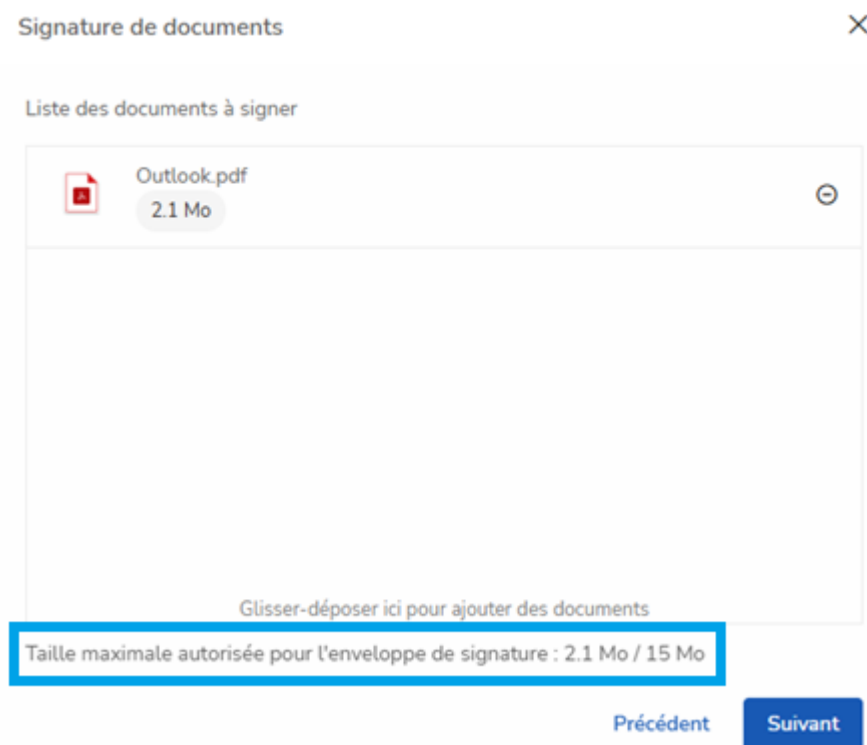 Signature de documents
Liste des documents à signer
Outlook.pdf
2.1 Mo
Glisser-déposer ici pour ajouter des documents
Taille maximale autorisée pour l'enveloppe de signature : 2.1 Mo / 15 Mo
Précédent Suivant